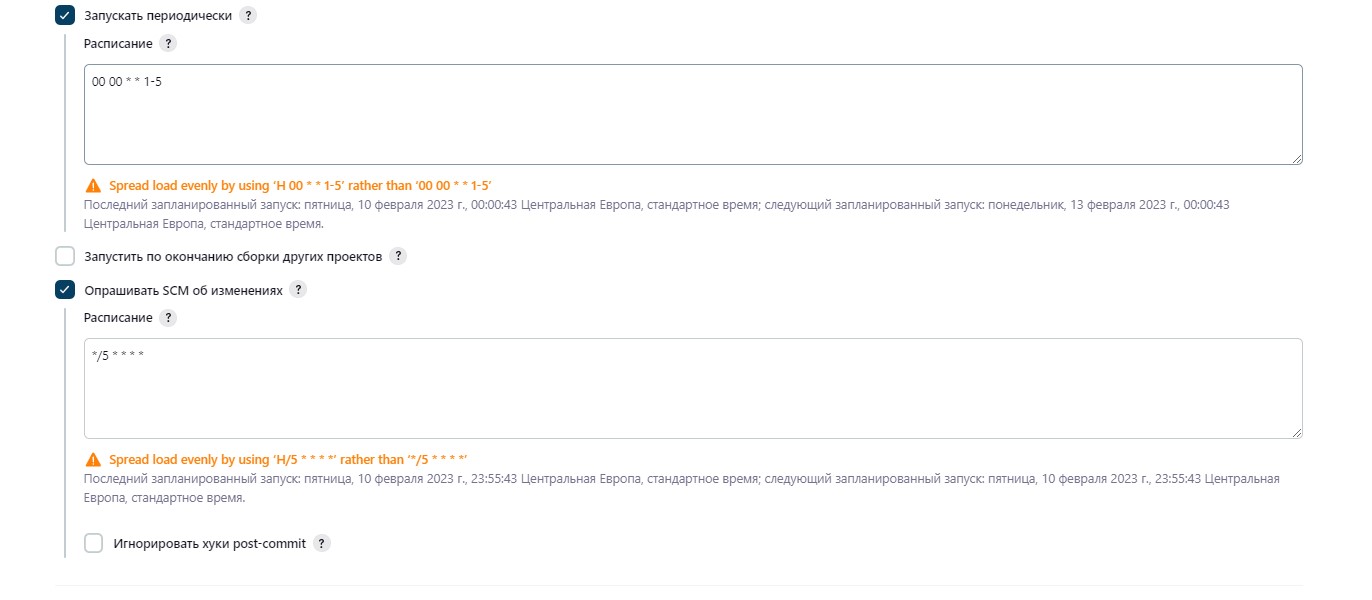 Запускать периодически ?
Расписание ?
00 00 * * 1-5
Spread load evenly by using ‘H 00 * * 1-5’ rather than ‘00 00 * * 1-5’
Последний запланированный запуск: пятница, 10 февраля 2023 г., 00:00:43 Центральная Европа, стандартное время; следующий запланированный запуск: понедельник, 13 февраля 2023 г., 00:00:43
Центральная Европа, стандартное время.
Запустить по окончанию сборки других проектов ?
Опрашивать SCM об изменениях ?
Расписание ?
*/5 * * * *
Spread load evenly by using ‘H/5 * * * *’ rather than ‘*/5 * * * *’
Последний запланированный запуск: пятница, 10 февраля 2023 г., 23:55:43 Центральная Европа, стандартное время; следующий запланированный запуск: пятница, 10 февраля 2023 г., 23:55:43 Центральная
Европа, стандартное время.
Игнорировать хуки post-commit ?